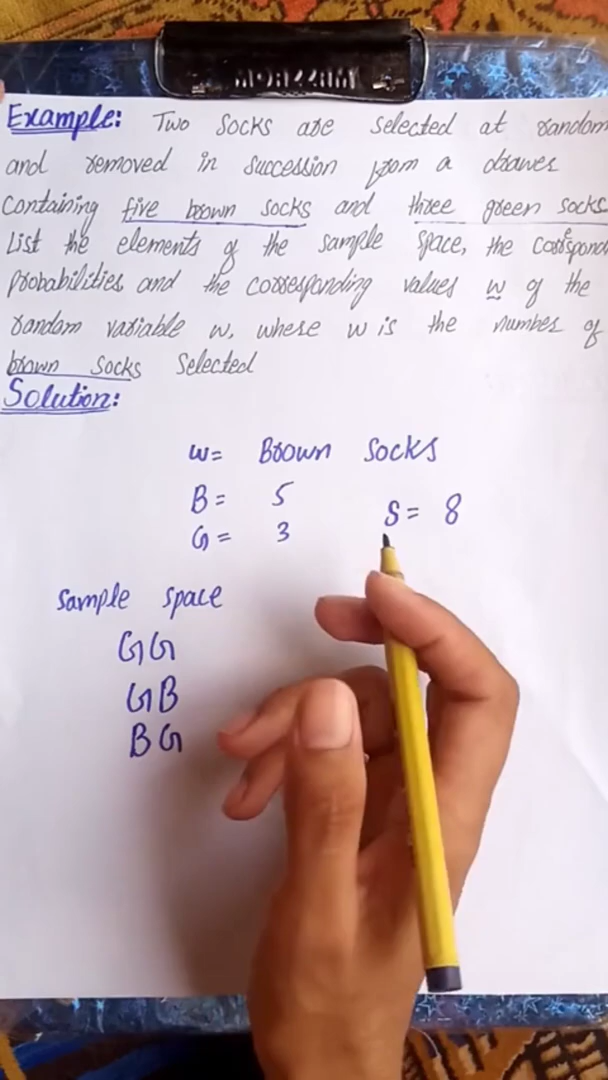 MOAZZAM
Example: Two socks are selected at random
and removed in succession from a drawer
containing five brown socks and three green socks
List the elements of the sample space, the correspond
probabilities, and the corresponding values w of the
random variable w, where w is the number of
brown socks selected
Solution:
w= Brown Socks
B= 5
S= 8
G= 3
Sample space
GG
GB
BG